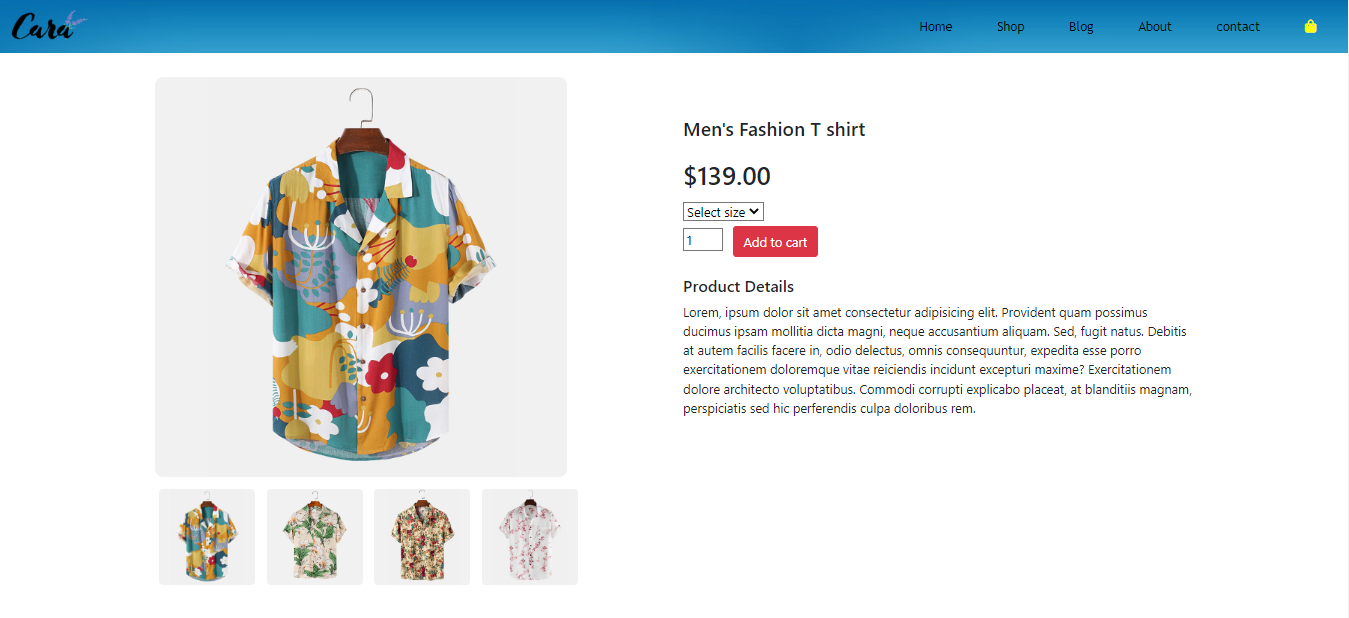 Cara
Home Shop Blog About contact
Men's Fashion T shirt
$139.00
Select size
1
Add to cart
Product Details
Lorem, ipsum dolor sit amet consectetur adipisicing elit. Provident quam possimus
ducimus ipsam mollitia dicta magni, neque accusantium aliquam. Sed, fugit natus. Debitis
at autem facilis facere in, odio delectus, omnis consequuntur, expedita esse porro
exercitationem doloremque vitae reiciendis incidunt excepturi maxime? Exercitationem
dolore architecto voluptatibus. Commodi corrupti explicabo placeat, at blanditiis magnam,
perspiciatis sed hic perferendis culpa doloribus rem.